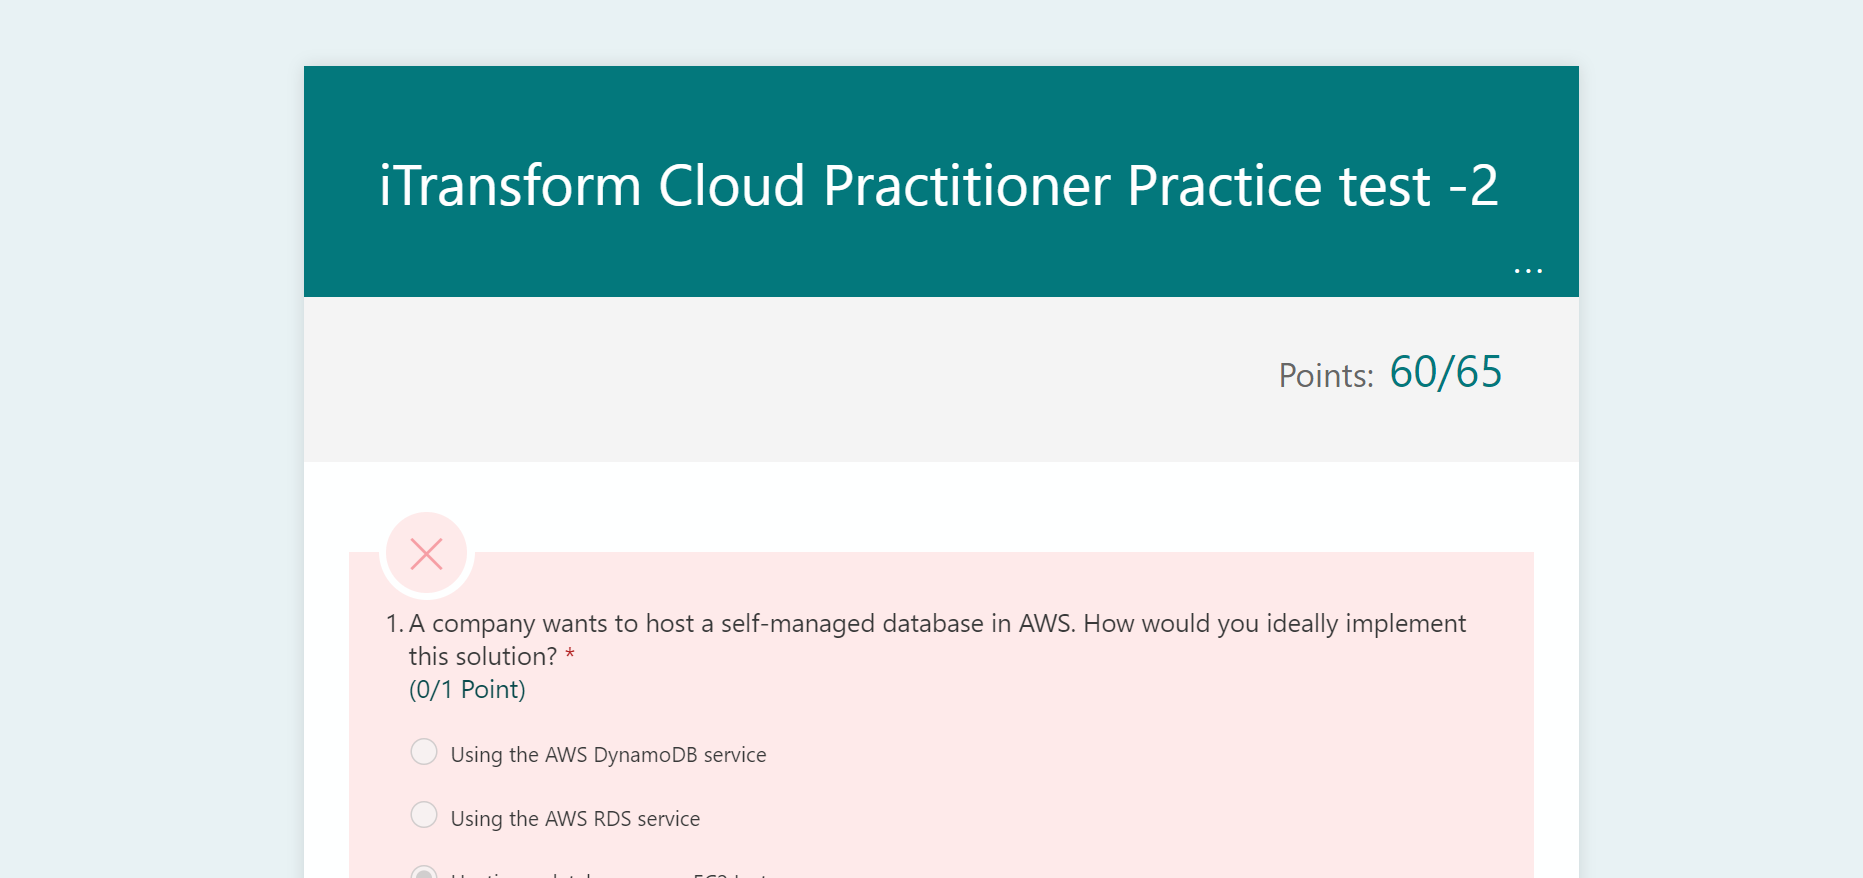 iTransform Cloud Practitioner Practice test -2
...
Points: 60/65
1. A company wants to host a self-managed database in AWS. How would you ideally implement
this solution? *
(0/1 Point)
Using the AWS DynamoDB service
Using the AWS RDS service